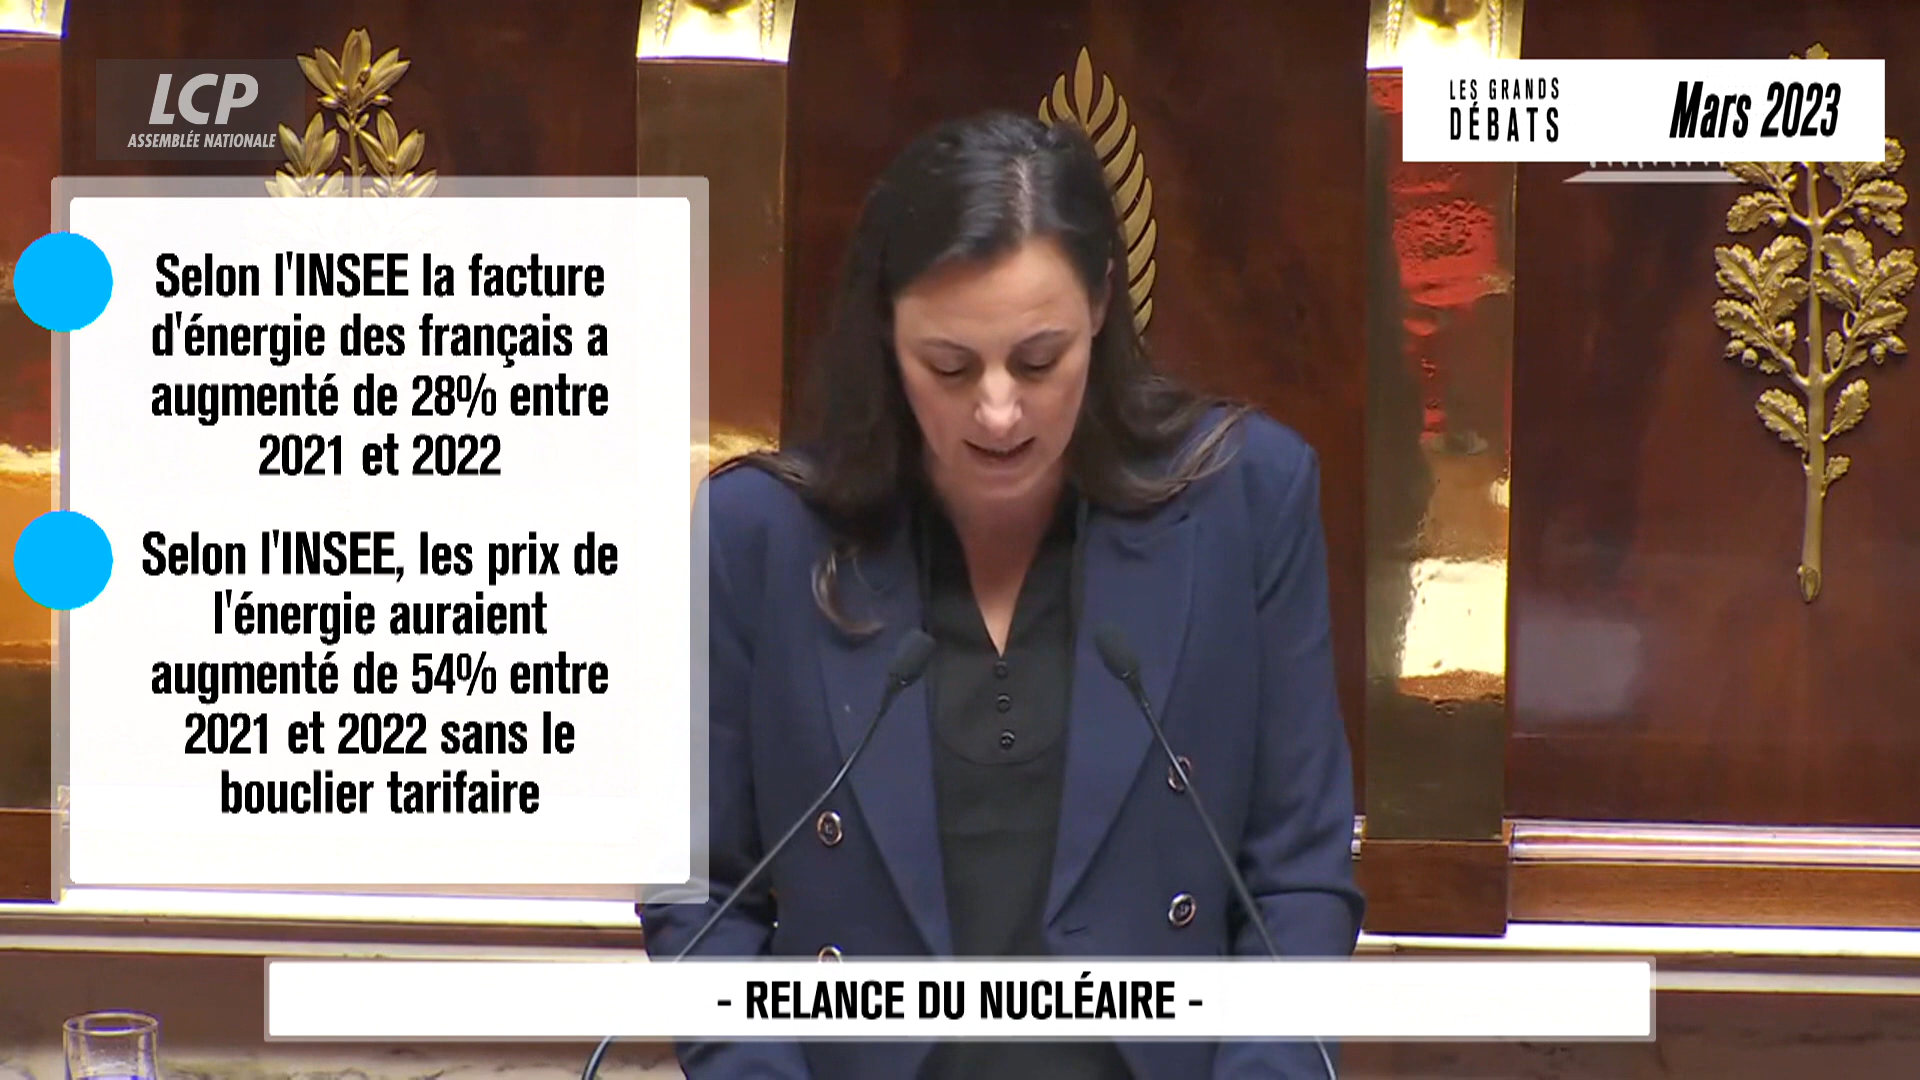 LCP
ASSEMBLÉE NATIONALE
LES GRANDS
DÉBATS
Mars 2023
Selon l'INSEE la facture
d'énergie des français a
augmenté de 28% entre
2021 et 2022
Selon l'INSEE, les prix de
l'énergie auraient
augmenté de 54% entre
2021 et 2022 sans le
bouclier tarifaire
- RELANCE DU NUCLÉAIRE -